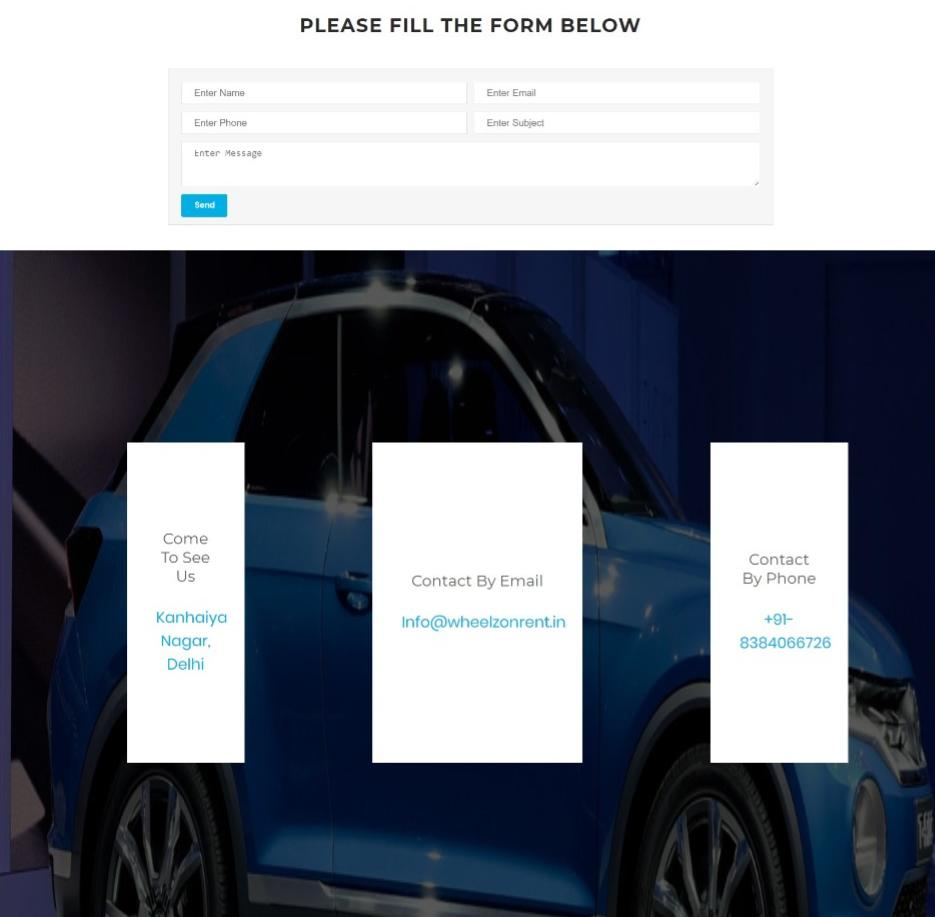 PLEASE FILL THE FORM BELOW
Enter Name
Enter Email
Enter Phone
Enter Subject
Enter Message
Send
Come
To See
Us
Kanhaiya
Nagar,
Delhi
Contact By Email
Info@wheelzonrent.in
Contact
By Phone
+91-
8384066726